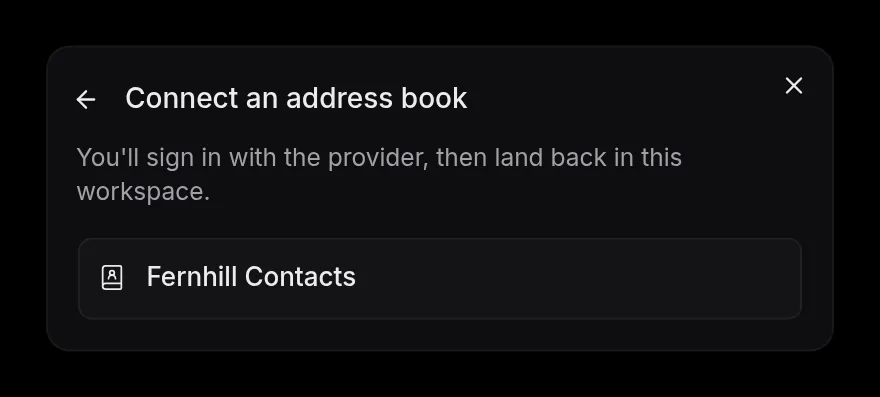 Connect an address book
You'll sign in with the provider, then land back in this
workspace.
Fernhill Contacts